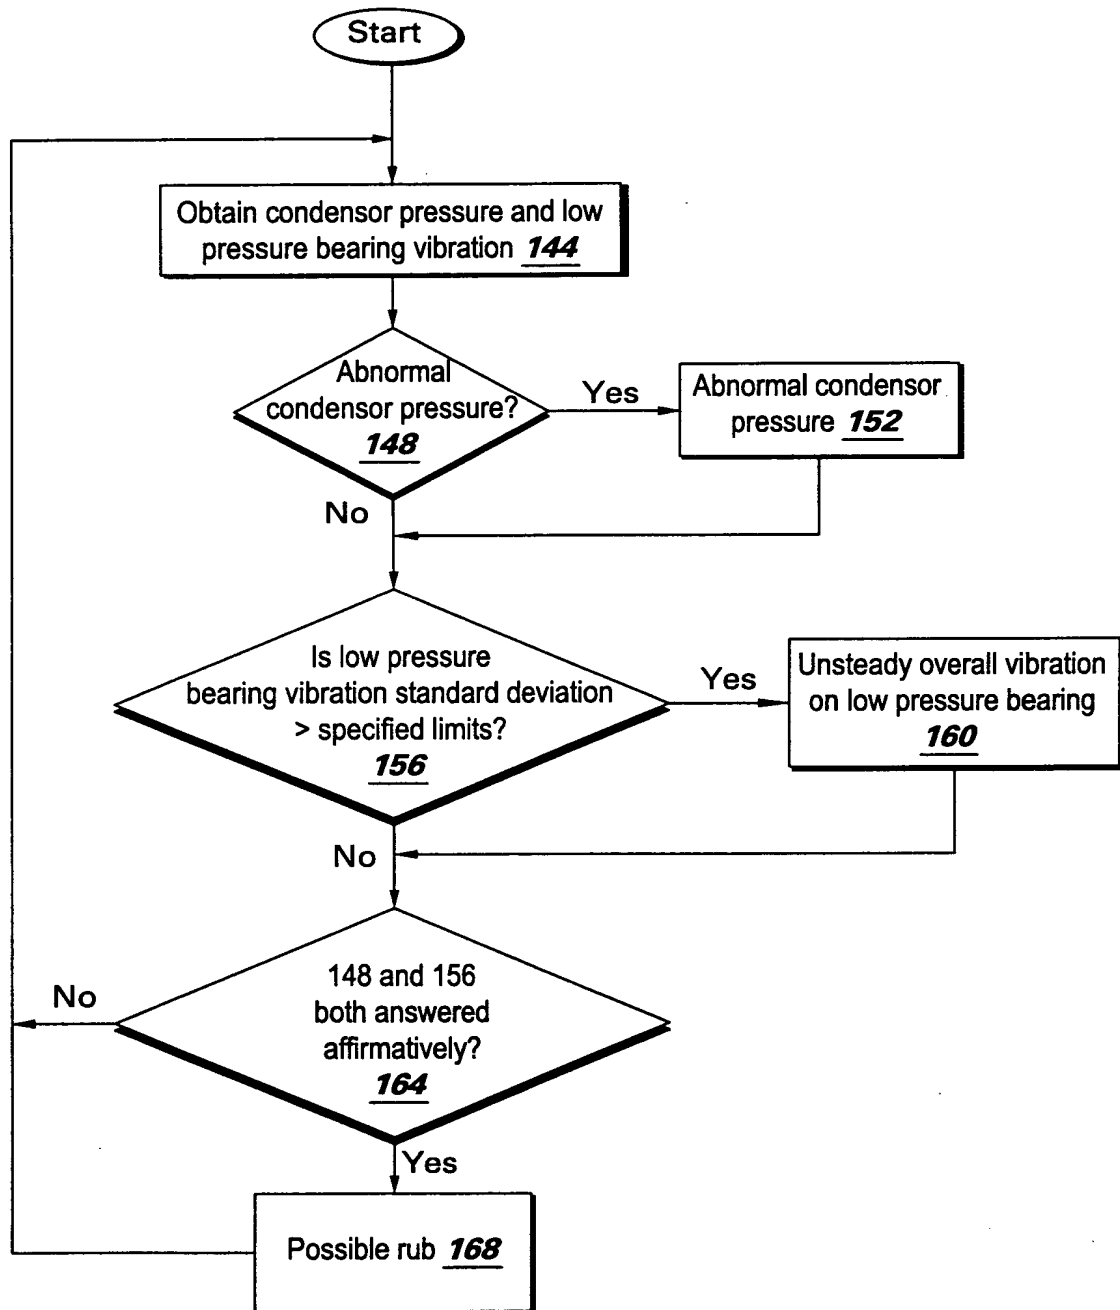 Start
Obtain condensor pressure and low
pressure bearing vibration 144
Abnormal
condensor pressure?
148
Yes
Abnormal condensor
pressure 152
No
Is low pressure
bearing vibration standard deviation
> specified limits?
156
Yes
Unsteady overall vibration
on low pressure bearing
160
No
148 and 156
both answered
affirmatively?
164
No
Yes
Possible rub 168